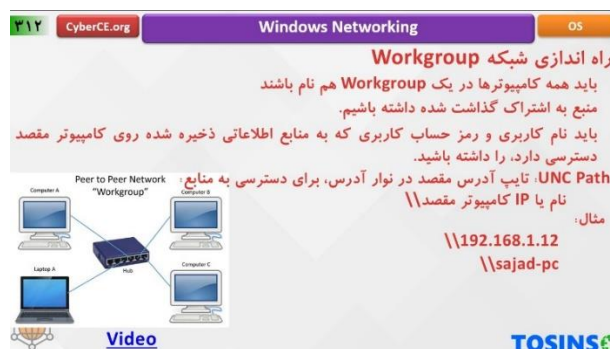 ۳۱۲
CyberCE.org
Windows Networking
OS
راه اندازی شبکه Workgroup
باید همه کامپیوترها در یک Workgroup هم نام باشند
منبع به اشتراک گذاشت شده داشته باشیم.
باید نام کاربری و رمز حساب کاربری که به منابع اطلاعاتی ذخیره شده روی کامپیوتر مقصد
دسترسی دارد، را داشته باشید.
UNC Path: تایپ آدرس مقصد در نوار آدرس، برای دسترسی به منابع:
نام یا IP کامپیوتر مقصد\\
مثال:
\\192.168.1.12
\\sajad-pc
Peer to Peer Network
"Workgroup"
Computer A
Computer B
Hub
Laptop A
Computer C
Video
TOSINS